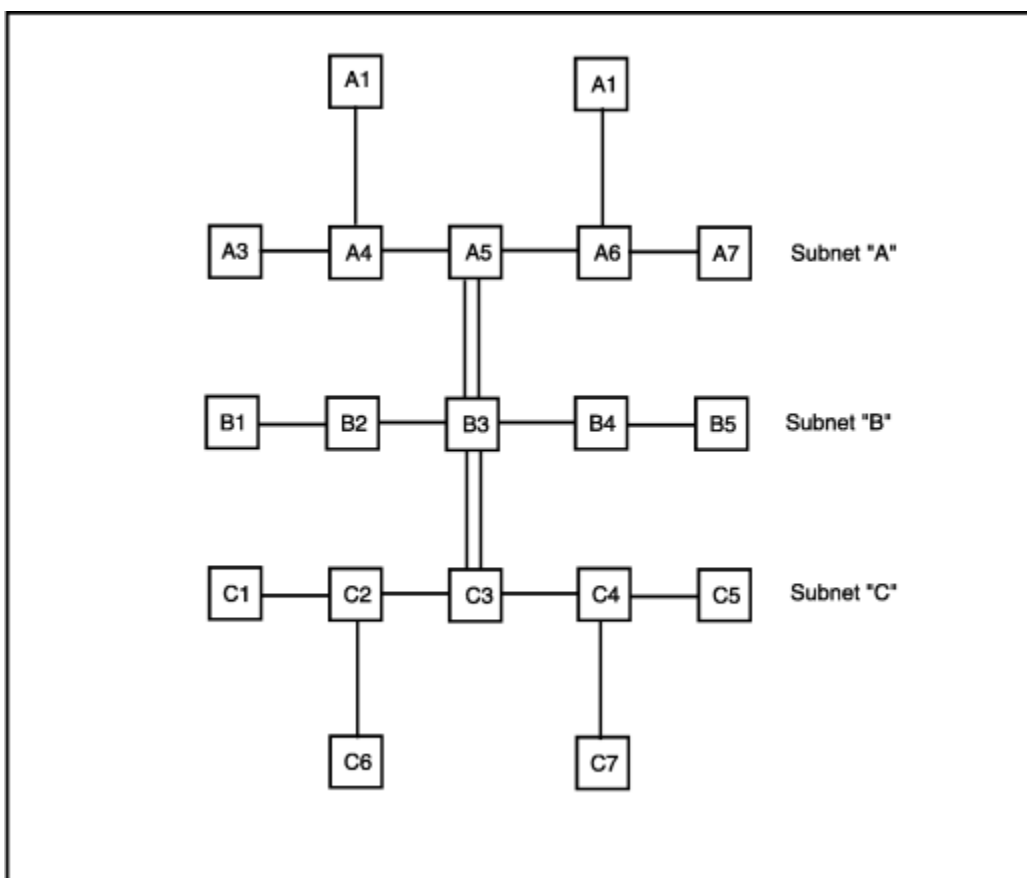 A1 A1
A3 A4 A5 A6 A7 Subnet "A"
B1 B2 B3 B4 B5 Subnet "B"
C1 C2 C3 C4 C5 Subnet "C"
C6 C7